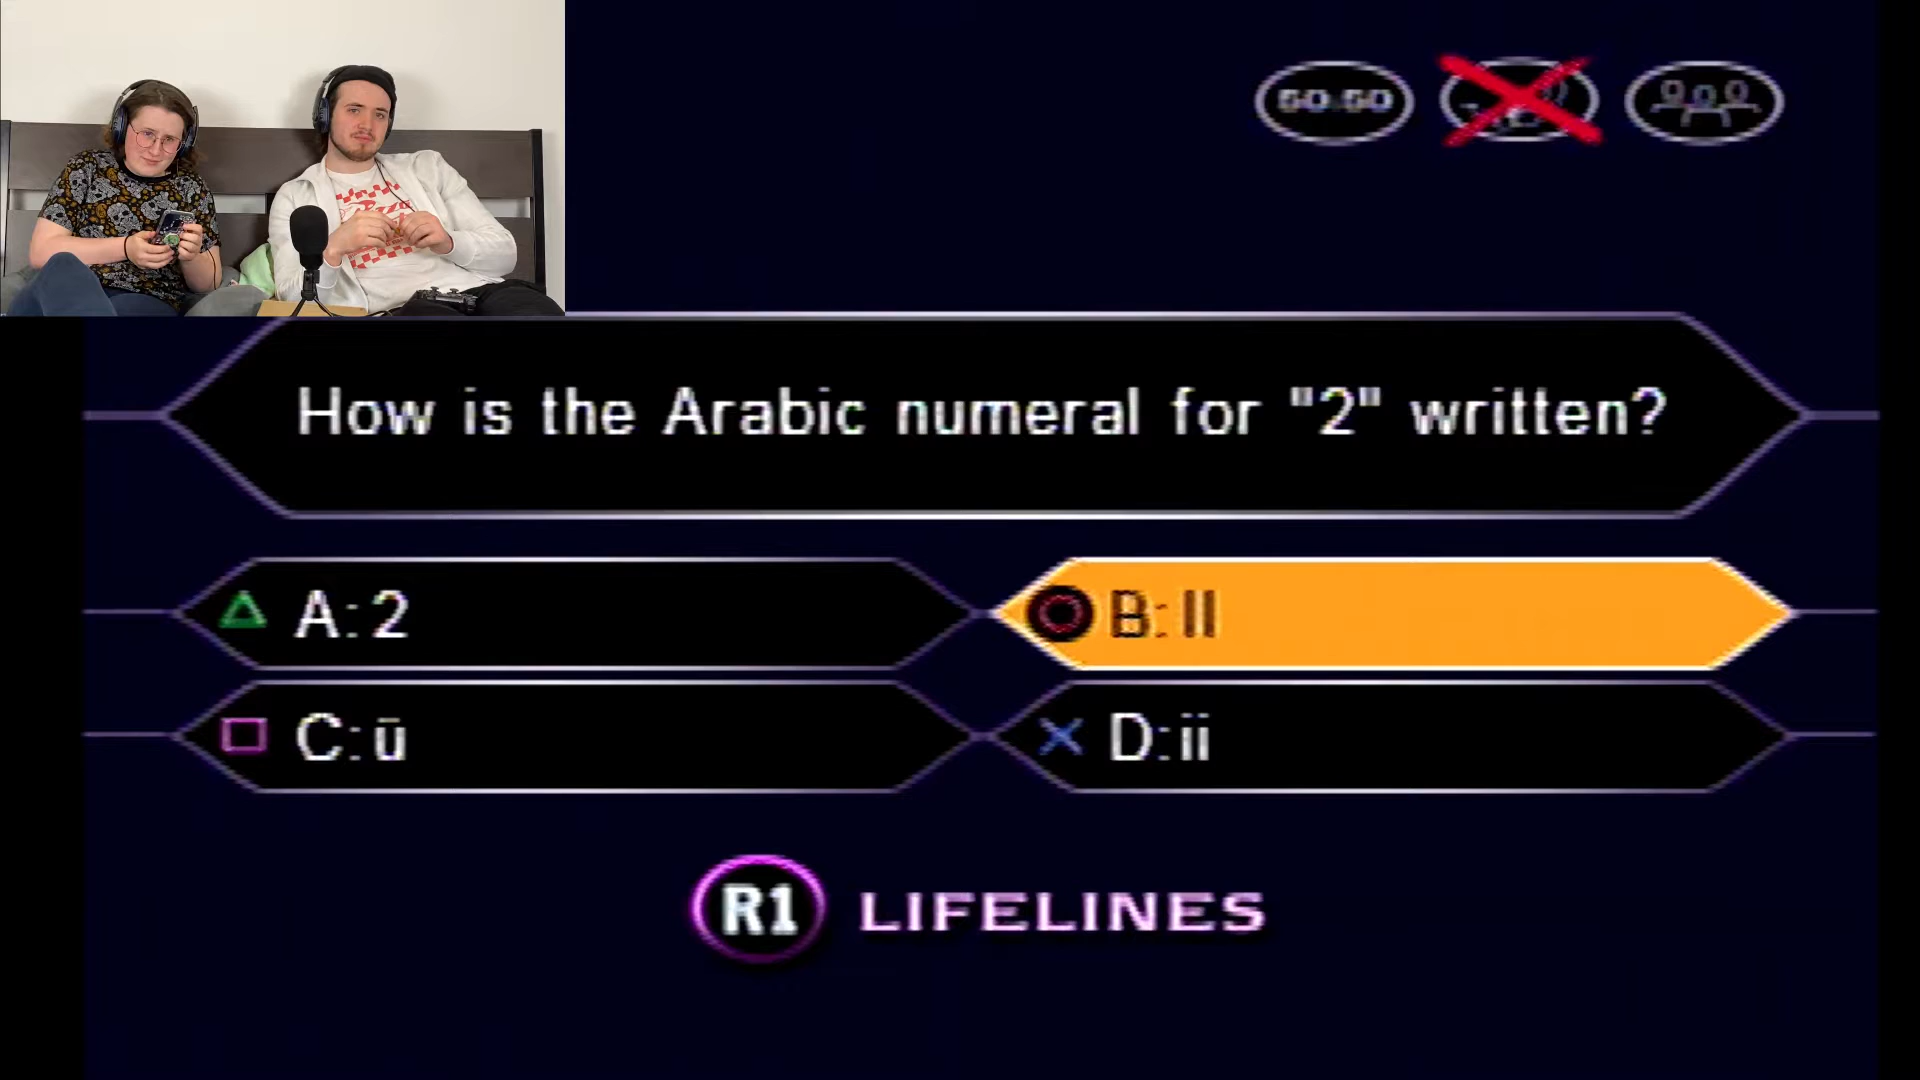 50:50
How is the Arabic numeral for "2" written?
A: 2
B: II
C: ū
D: ii
R1 LIFELINES